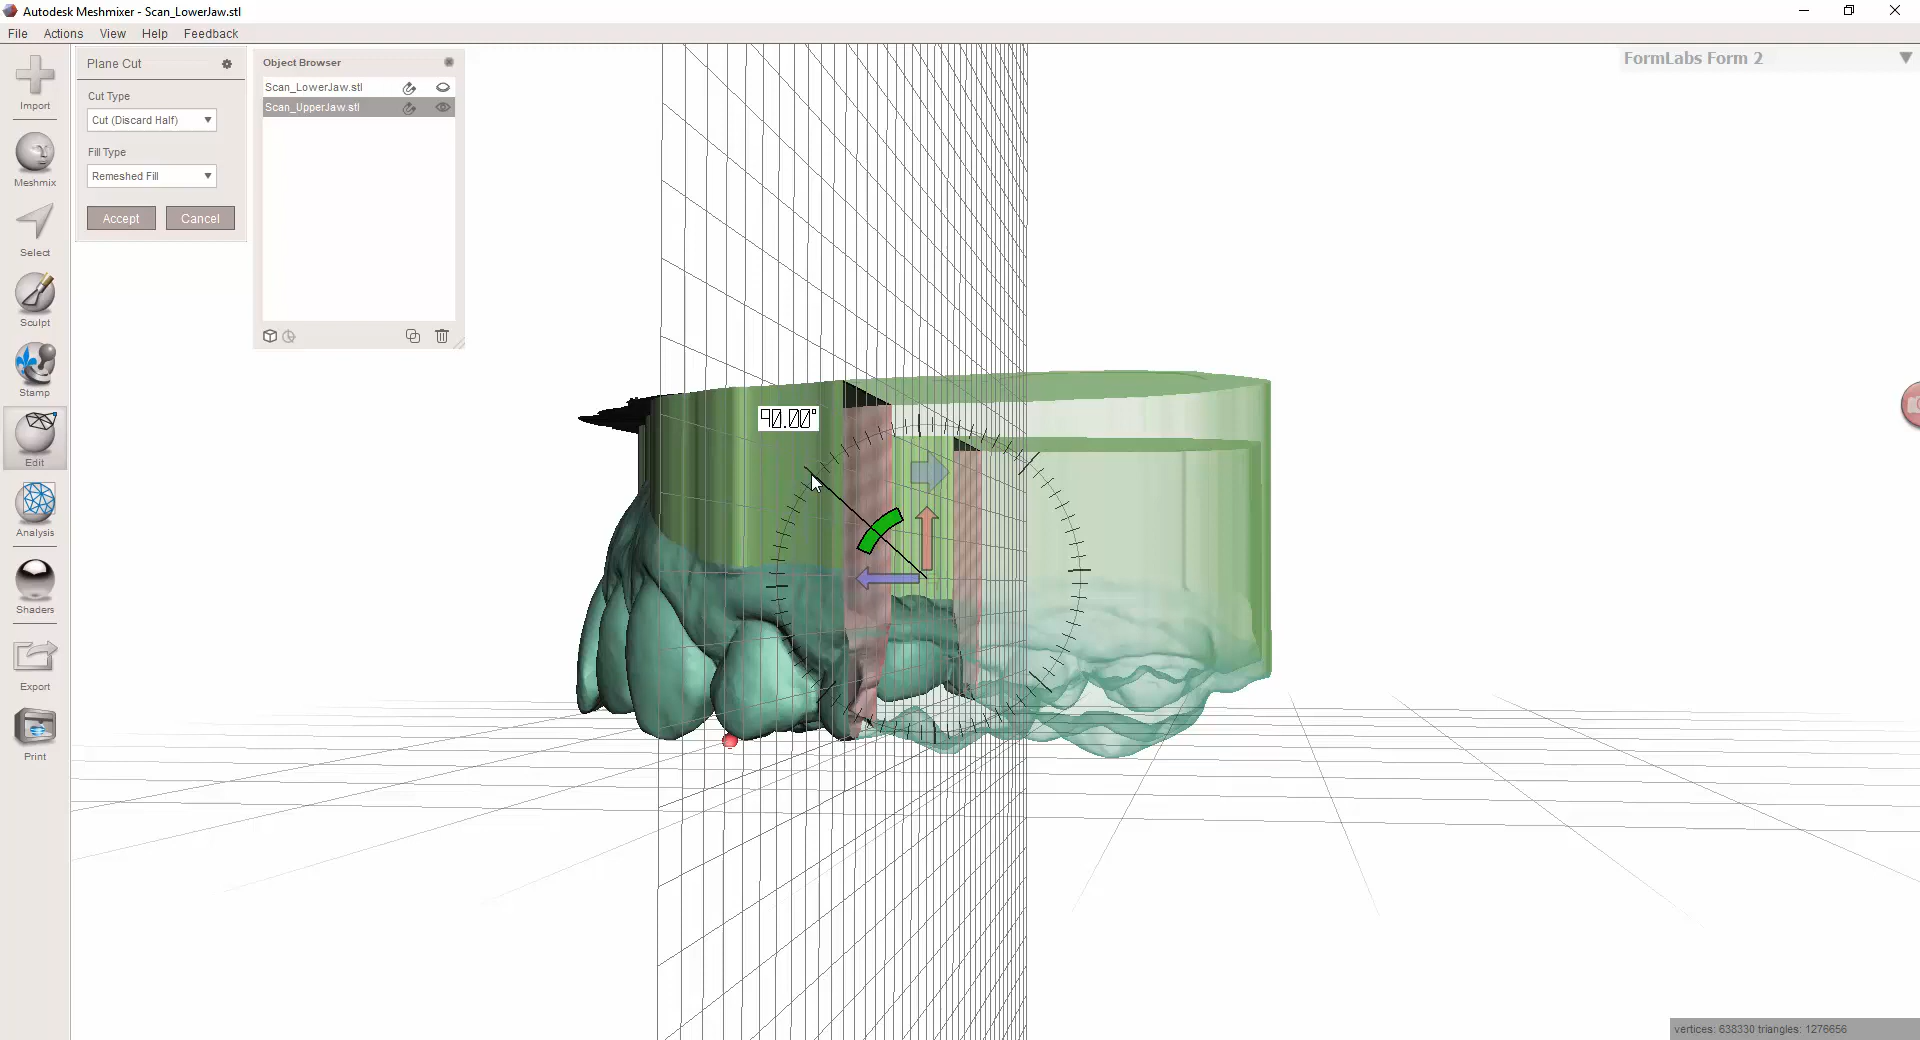 Autodesk Meshmixer - Scan_LowerJaw.stl
File Actions View Help Feedback
Plane Cut
Cut Type
Cut (Discard Half)
Fill Type
Remeshed Fill
Accept Cancel
Object Browser
Scan_LowerJaw.stl
Scan_UpperJaw.stl
FormLabs Form 2
Import
Meshmix
Select
Sculpt
Stamp
Edit
Analysis
Shaders
Export
Print
90.00°
vertices: 638330 triangles: 1276656